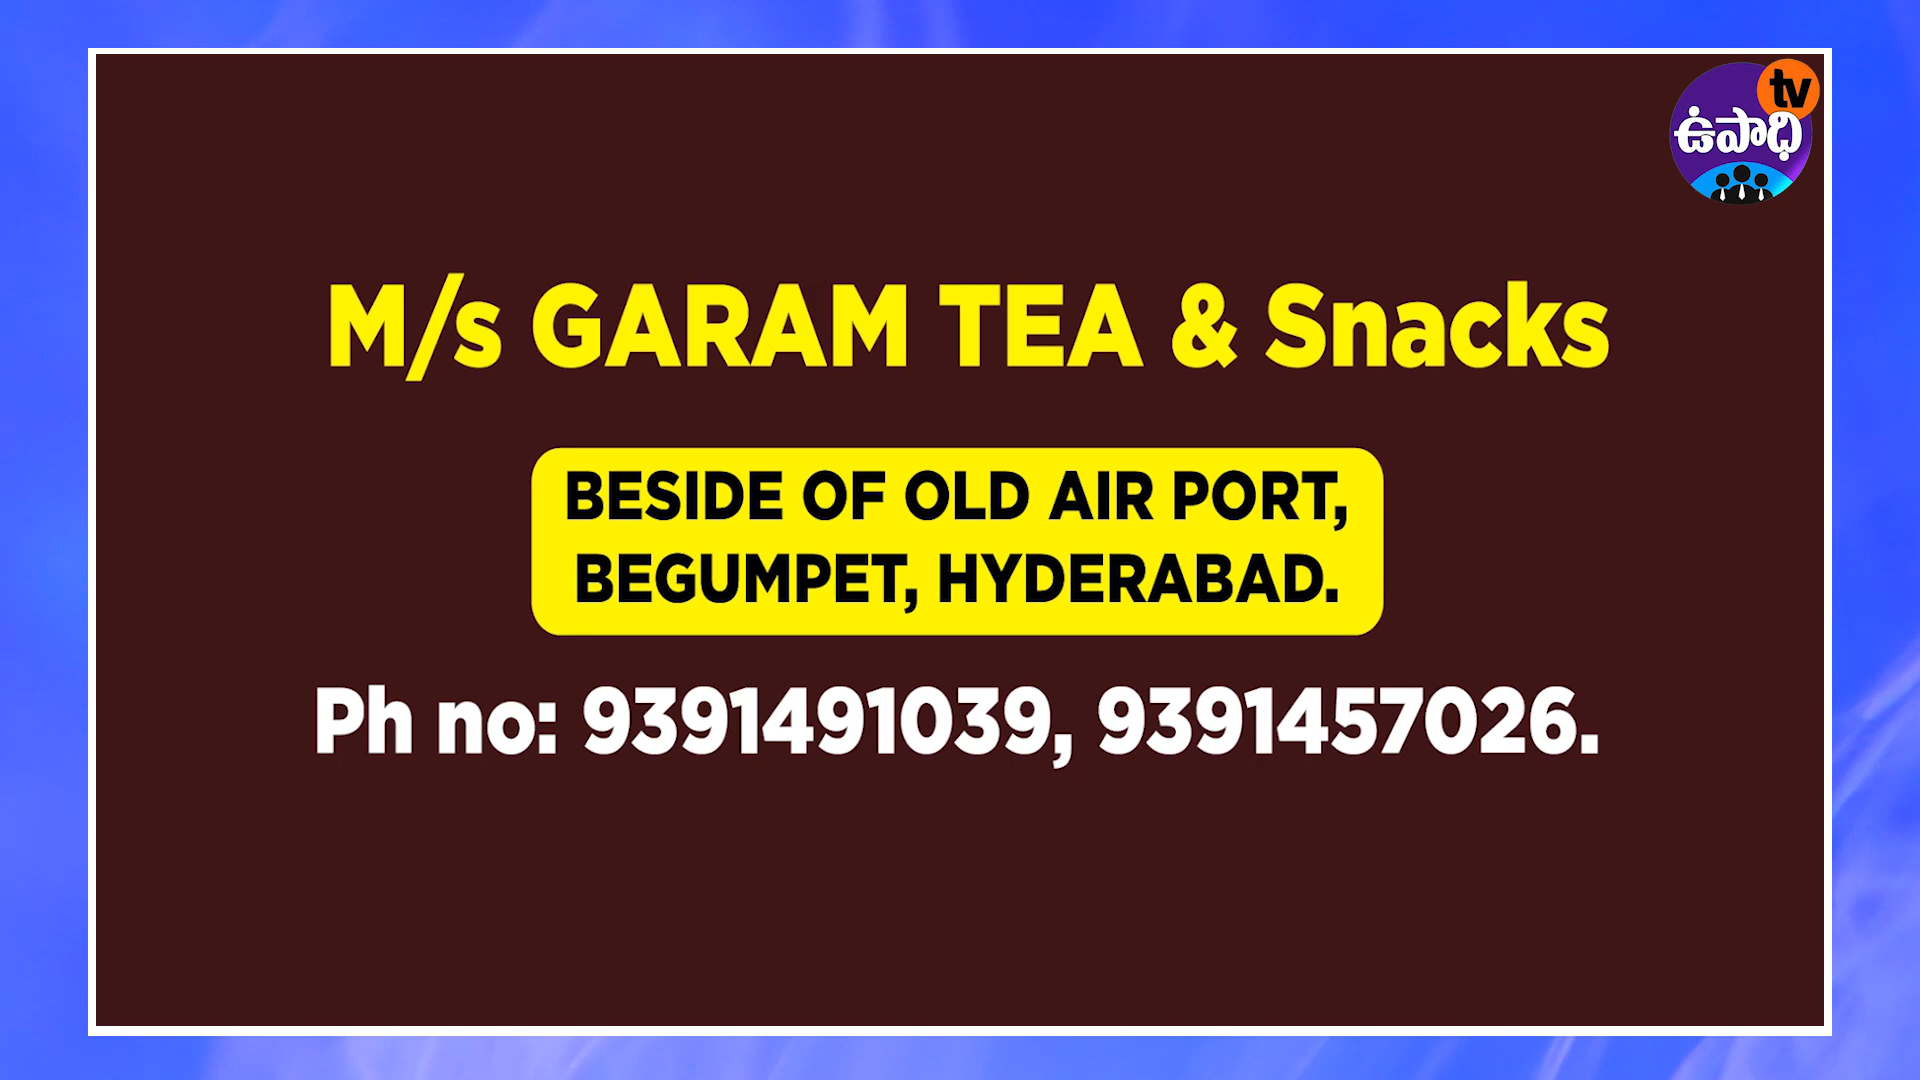 tv
ఉపాధి
M/s GARAM TEA & Snacks
BESIDE OF OLD AIR PORT,
BEGUMPET, HYDERABAD.
Ph no: 9391491039, 9391457026.